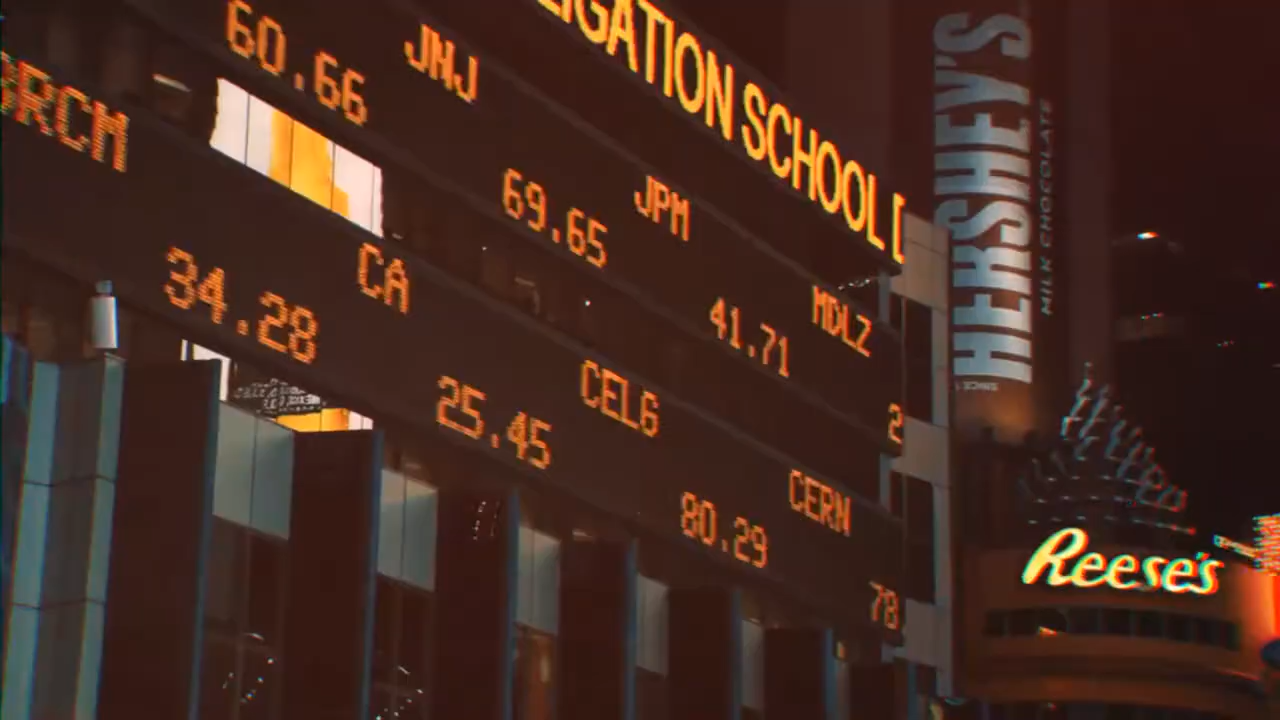 IGATION SCHOOL
60.66 JNJ 69.65 JPM 41.71 MDLZ 2
BRCM 34.28 CA 25.45 CELG 80.29 CERN 78
HERSHEY'S
MILK CHOCOLATE
SINCE
Reese's